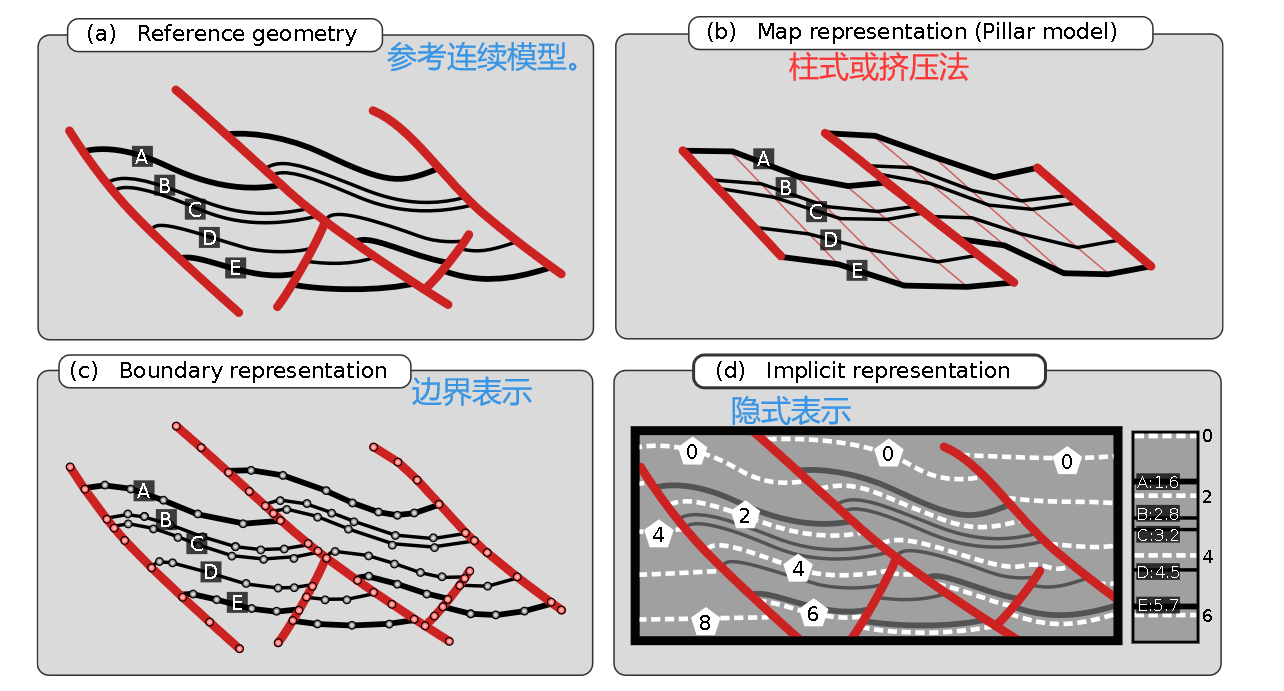 (a) Reference geometry
参考连续模型。
A
B
C
D
E
(b) Map representation (Pillar model)
柱式或挤压法
A
B
C
D
E
(c) Boundary representation
边界表示
A
B
C
D
E
(d) Implicit representation
隐式表示
0
0
0
2
4
4
6
8
0
A:1.6
2
B:2.8
C:3.2
4
D:4.5
E:5.7
6